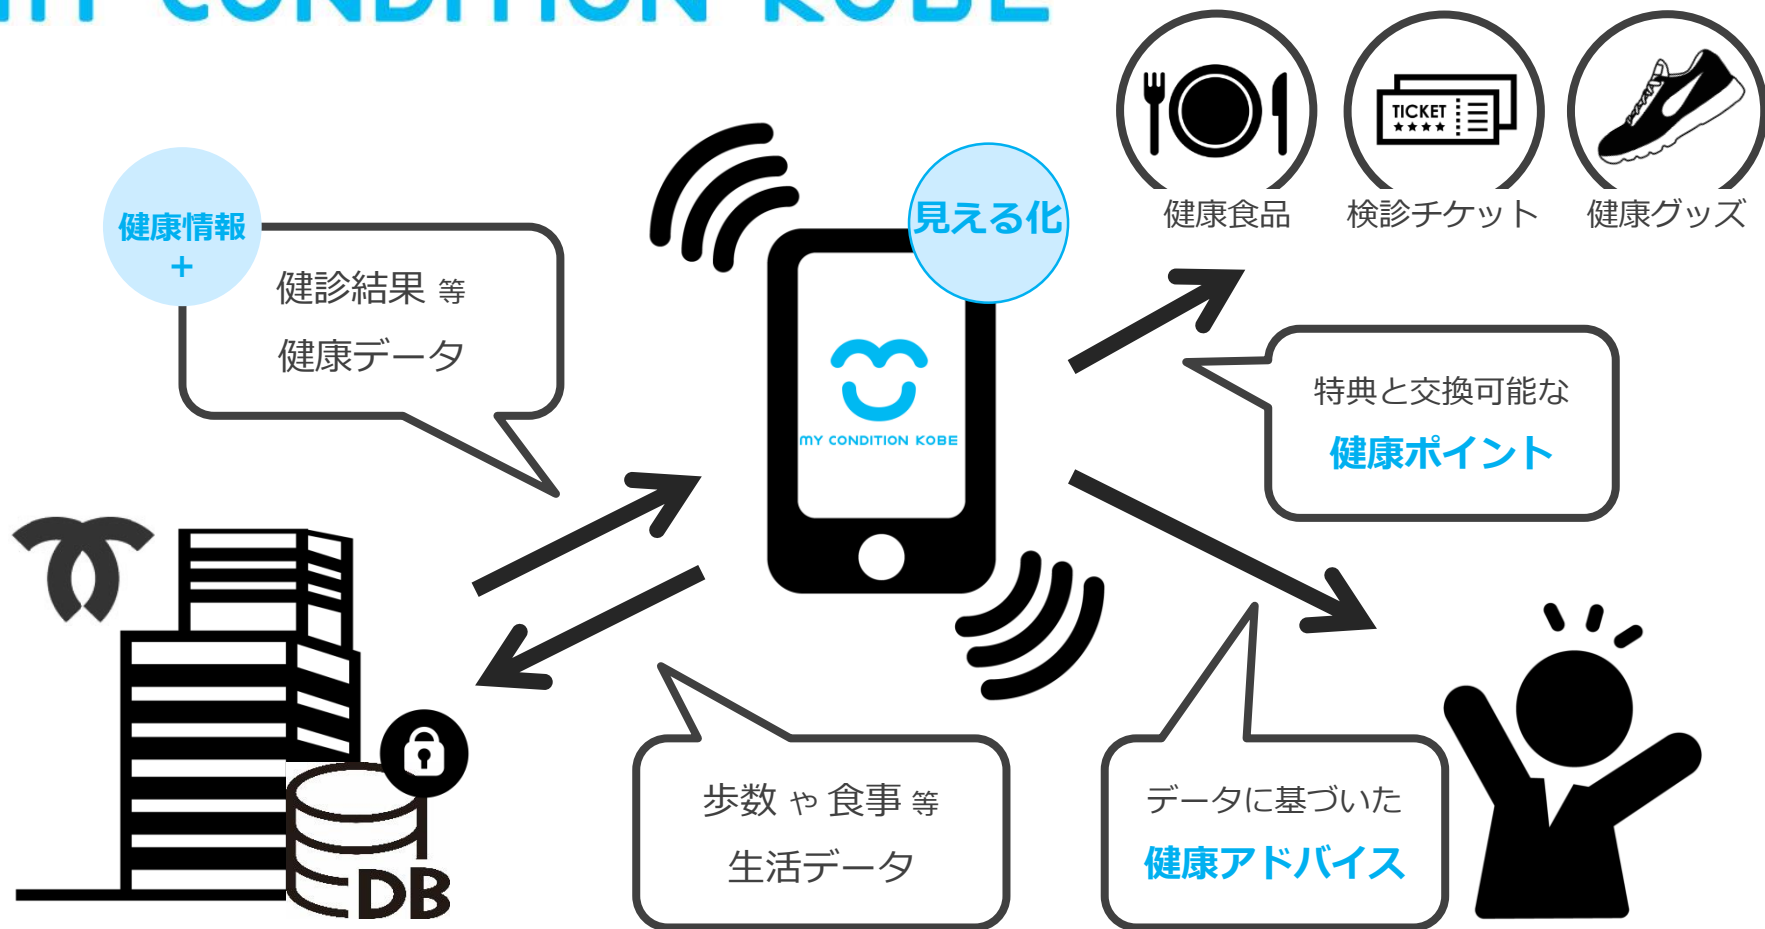 MY CONDITION KOBE
TICKET
健康食品
検診チケット
健康グッズ
見える化
健康情報
+
健診結果 等
健康データ
MY CONDITION KOBE
特典と交換可能な
健康ポイント
歩数 や 食事 等
生活データ
データに基づいた
健康アドバイス
DB